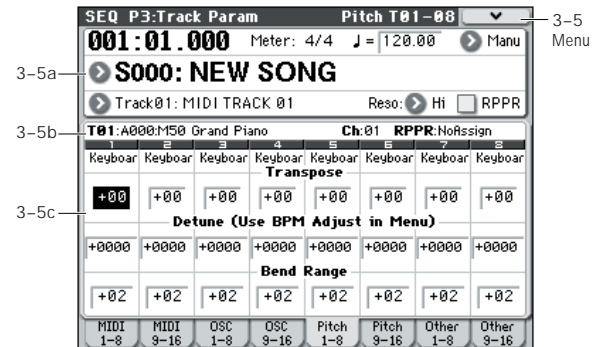 SEQ P3:Track Param Pitch T01-08
3-5 Menu
001:01.000 Meter: 4/4 ♩= 120.00 Manu
3-5a
S000: NEW SONG
Track01: MIDI TRACK 01 Reso: Hi RPPR
3-5b
T01:A000:M50 Grand Piano Ch:01 RPPR:NoAssign
1 2 3 4 5 6 7 8
Keyboar Keyboar Keyboar Keyboar Keyboar Keyboar Keyboar Keyboar
Transpose
3-5c
+00 +00 +00 +00 +00 +00 +00 +00
Detune (Use BPM Adjust in Menu)
+0000 +0000 +0000 +0000 +0000 +0000 +0000 +0000
Bend Range
+02 +02 +02 +02 +02 +02 +02 +02
MIDI 1-8 MIDI 9-16 OSC 1-8 OSC 9-16 Pitch 1-8 Pitch 9-16 Other 1-8 Other 9-16